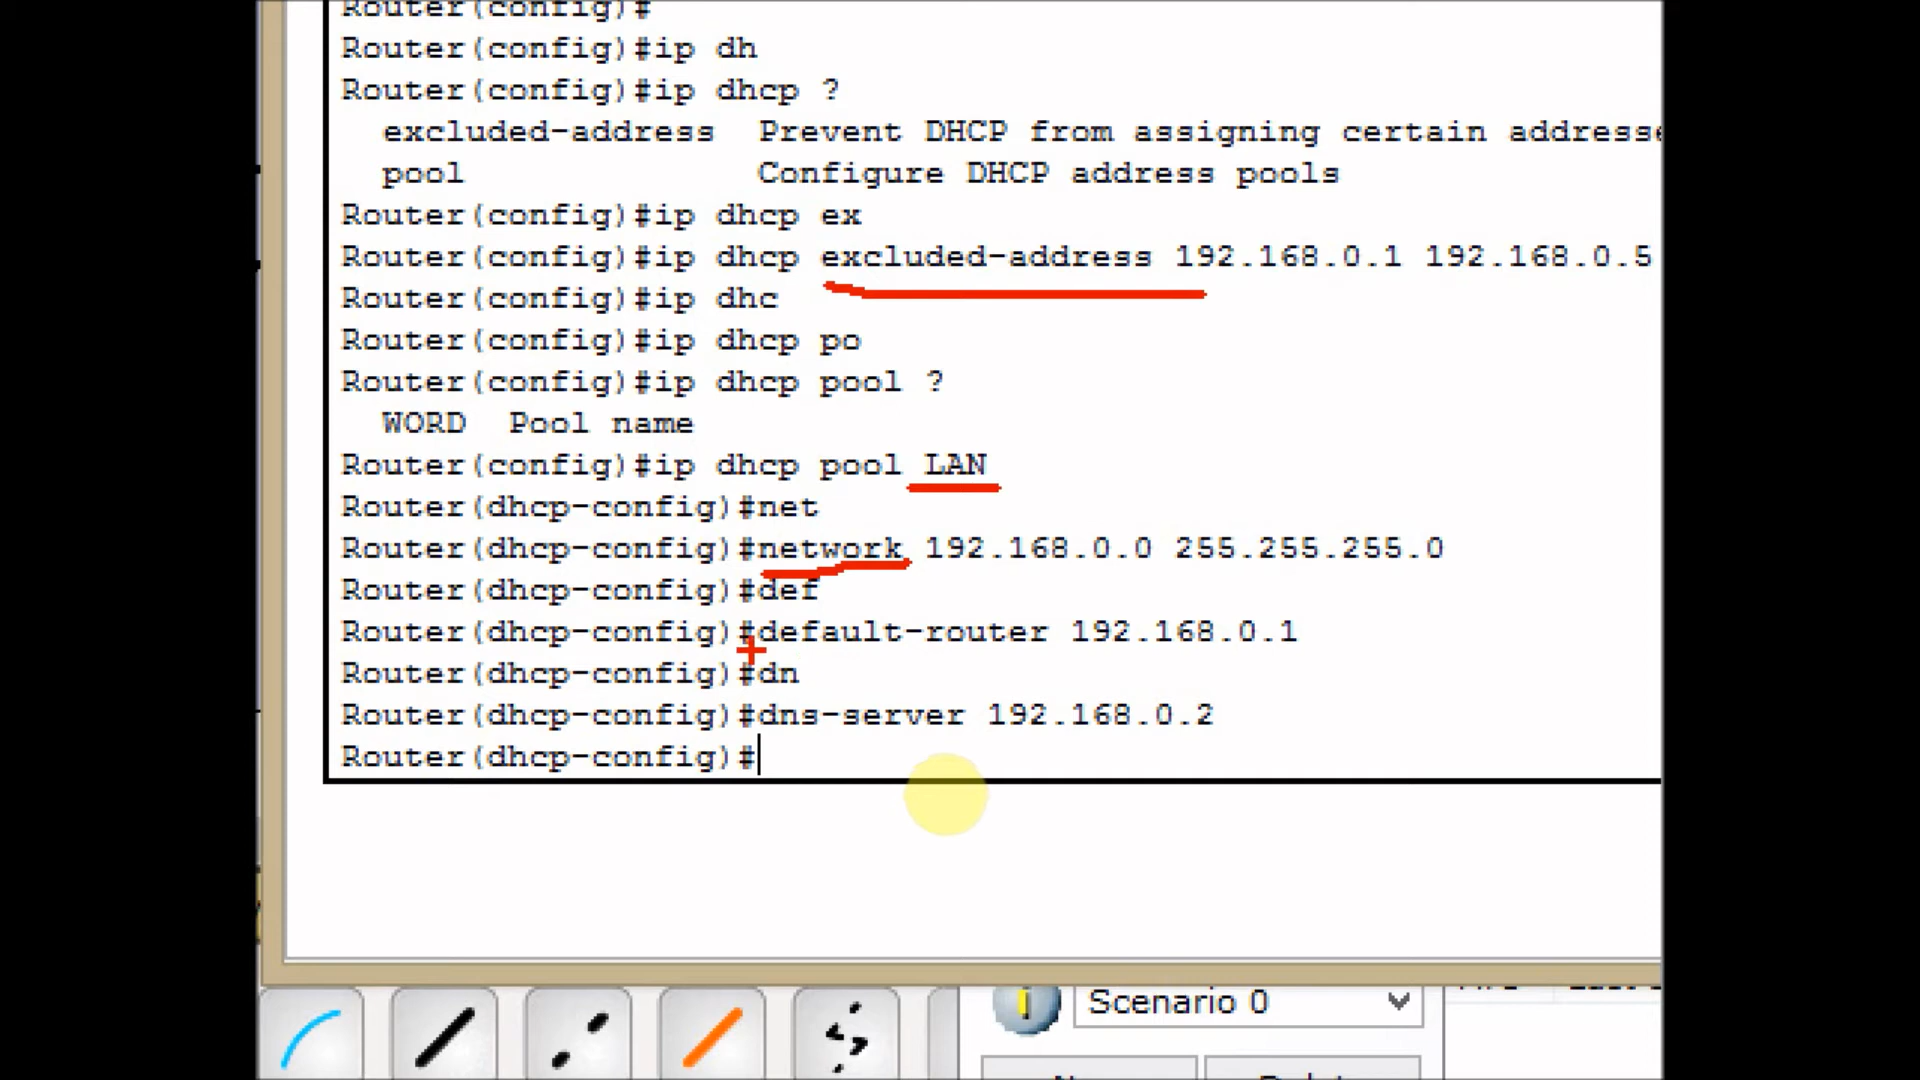 Router(config)#
Router(config)#ip dh
Router(config)#ip dhcp ?
excluded-address Prevent DHCP from assigning certain
pool Configure DHCP address pools
Router(config)#ip dhcp ex
Router(config)#ip dhcp excluded-address 192.168.0.1 192.168.0.5
Router(config)#ip dhc
Router(config)#ip dhcp po
Router(config)#ip dhcp pool ?
WORD Pool name
Router(config)#ip dhcp pool LAN
Router(dhcp-config)#net
Router(dhcp-config)#network 192.168.0.0 255.255.255.0
Router(dhcp-config)#def
Router(dhcp-config)#default-router 192.168.0.1
Router(dhcp-config)#dn
Router(dhcp-config)#dns-server 192.168.0.2
Router(dhcp-config)#
Scenario 0